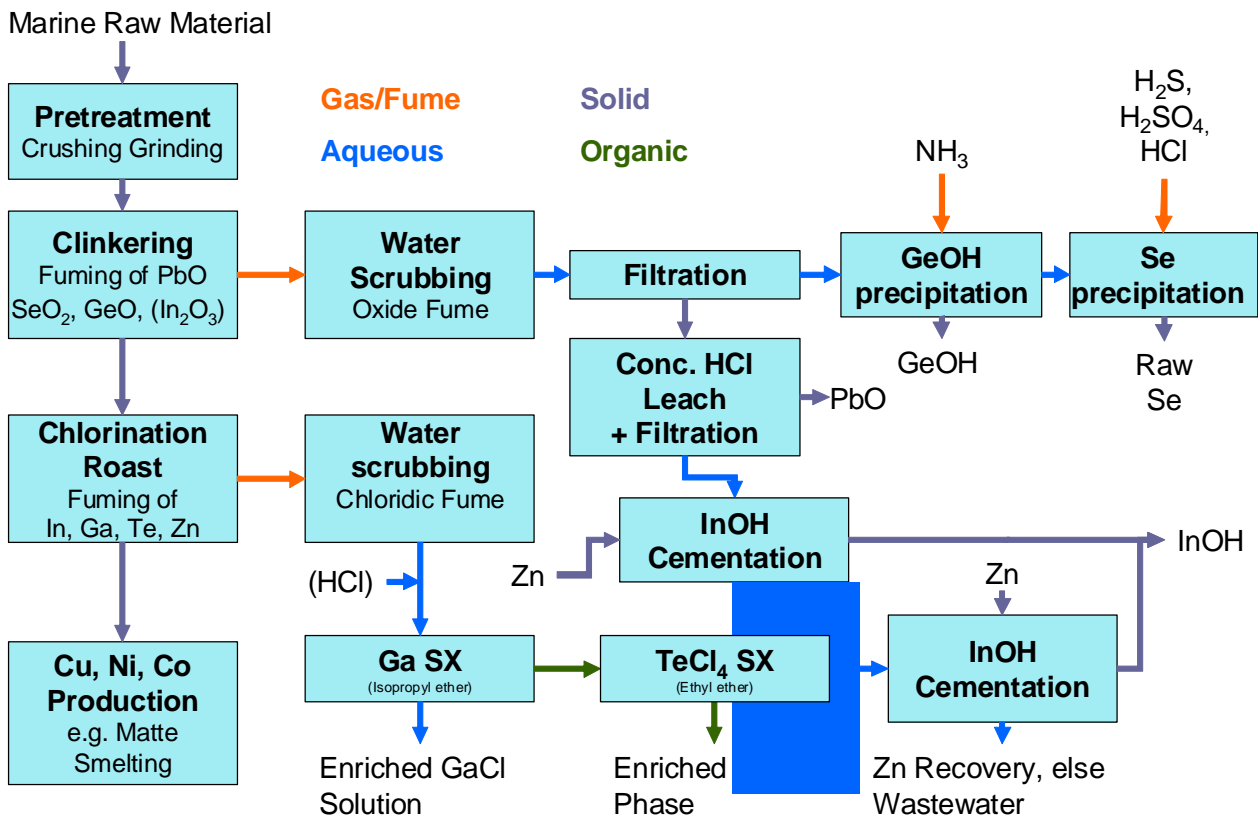 Marine Raw Material
Pretreatment
Crushing Grinding
Gas/Fume
Solid
Aqueous
Organic
NH₃
H₂S,
H₂SO₄,
HCl
Clinkering
Fuming of PbO
SeO₂, GeO, (In₂O₃)
Water
Scrubbing
Oxide Fume
Filtration
GeOH
precipitation
Se
precipitation
GeOH
Raw
Se
Conc. HCl
Leach
+ Filtration
PbO
Chlorination
Roast
Fuming of
In, Ga, Te, Zn
Water
scrubbing
Chloridic Fume
InOH
Cementation
InOH
Zn
(HCl)
Zn
Cu, Ni, Co
Production
e.g. Matte
Smelting
Ga SX
(Isopropyl ether)
TeCl₄ SX
(Ethyl ether)
InOH
Cementation
Enriched GaCl
Solution
Enriched
Phase
Zn Recovery, else
Wastewater